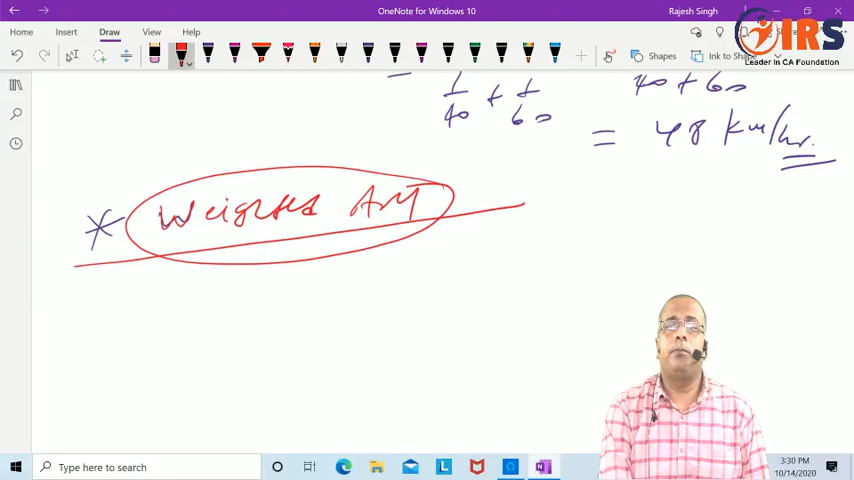 OneNote for Windows 10
Rajesh Singh
Home Insert Draw View Help
Shapes
Ink to Shape
IRS
Leader In CA Foundation
= 1/40 + 1/60
40 + 60
= 48 km/hr.
* Weighted AM
Type here to search
3:30 PM
10/14/2020